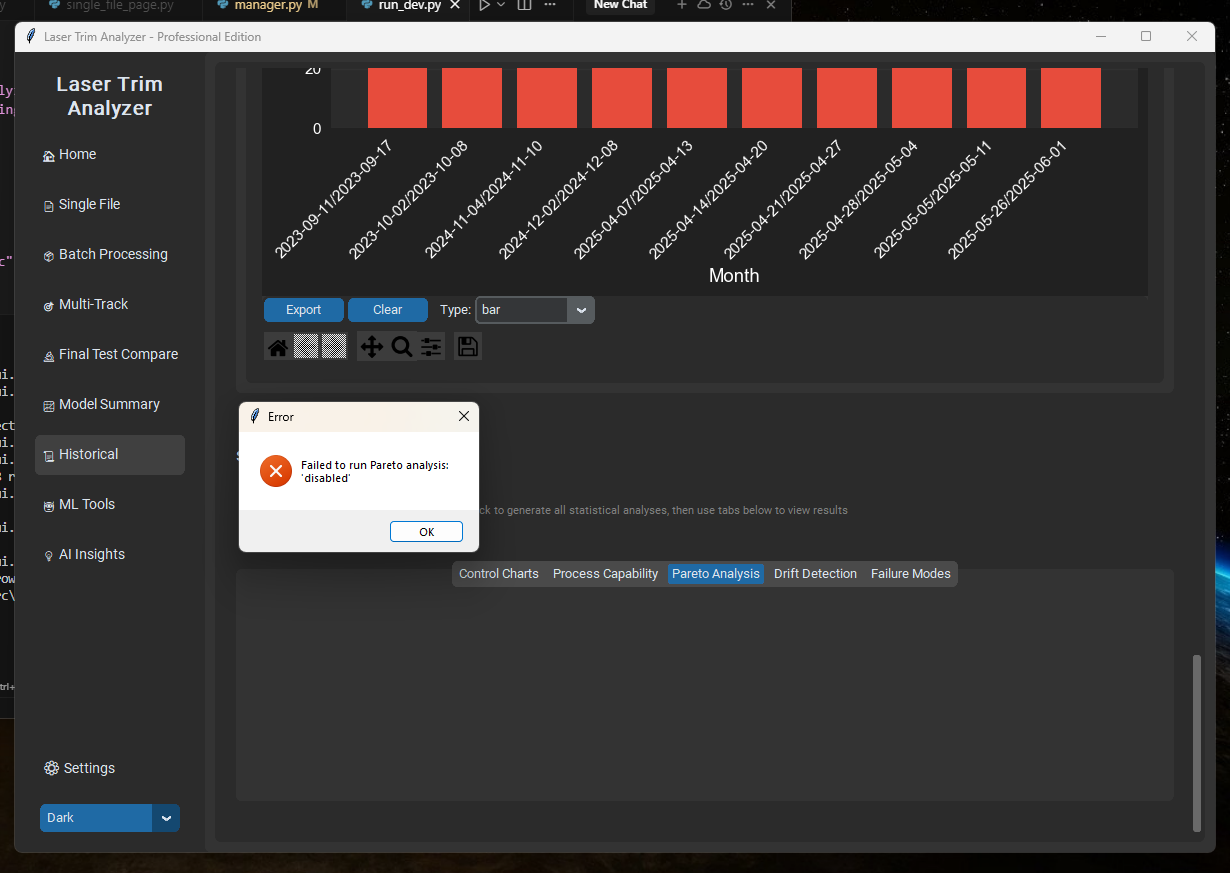 single_file_page.py
manager.py M
run_dev.py
New Chat
Laser Trim Analyzer - Professional Edition
Laser Trim
Analyzer
Home
Single File
Batch Processing
Multi-Track
Final Test Compare
Model Summary
Historical
ML Tools
AI Insights
Settings
Dark
20
0
2023-09-11/2023-09-17
2023-10-02/2023-10-08
2024-11-04/2024-11-10
2024-12-02/2024-12-08
2025-04-07/2025-04-13
2025-04-14/2025-04-20
2025-04-21/2025-04-27
2025-04-28/2025-05-04
2025-05-05/2025-05-11
2025-05-26/2025-06-01
Month
Export
Clear
Type:
bar
Error
Failed to run Pareto analysis:
'disabled'
OK
ck to generate all statistical analyses, then use tabs below to view results
Control Charts
Process Capability
Pareto Analysis
Drift Detection
Failure Modes